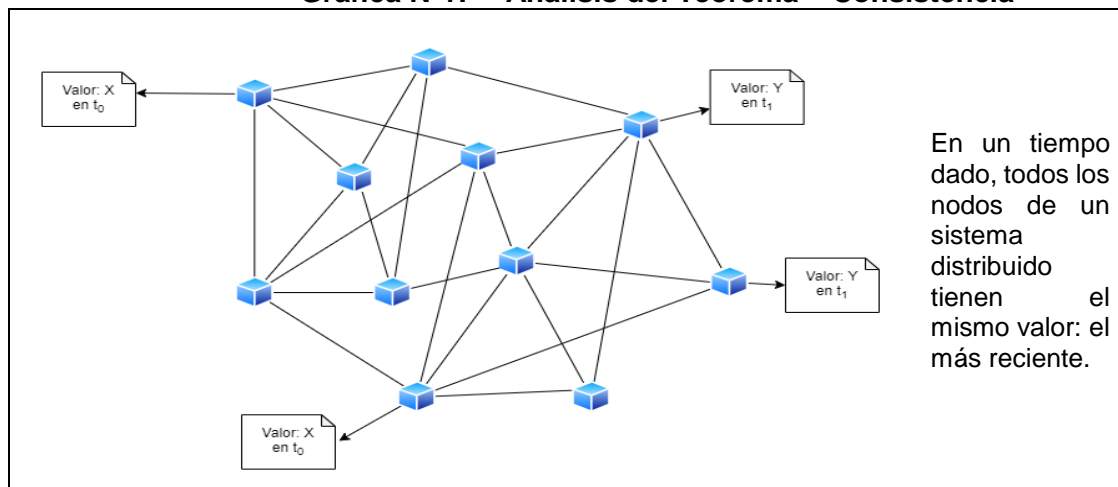 Valor: X
en t₀
Valor: Y
en t₁
En un tiempo
dado, todos los
nodos de un
sistema
distribuido
tienen el
mismo valor: el
más reciente.
Valor: Y
en t₁
Valor: X
en t₀